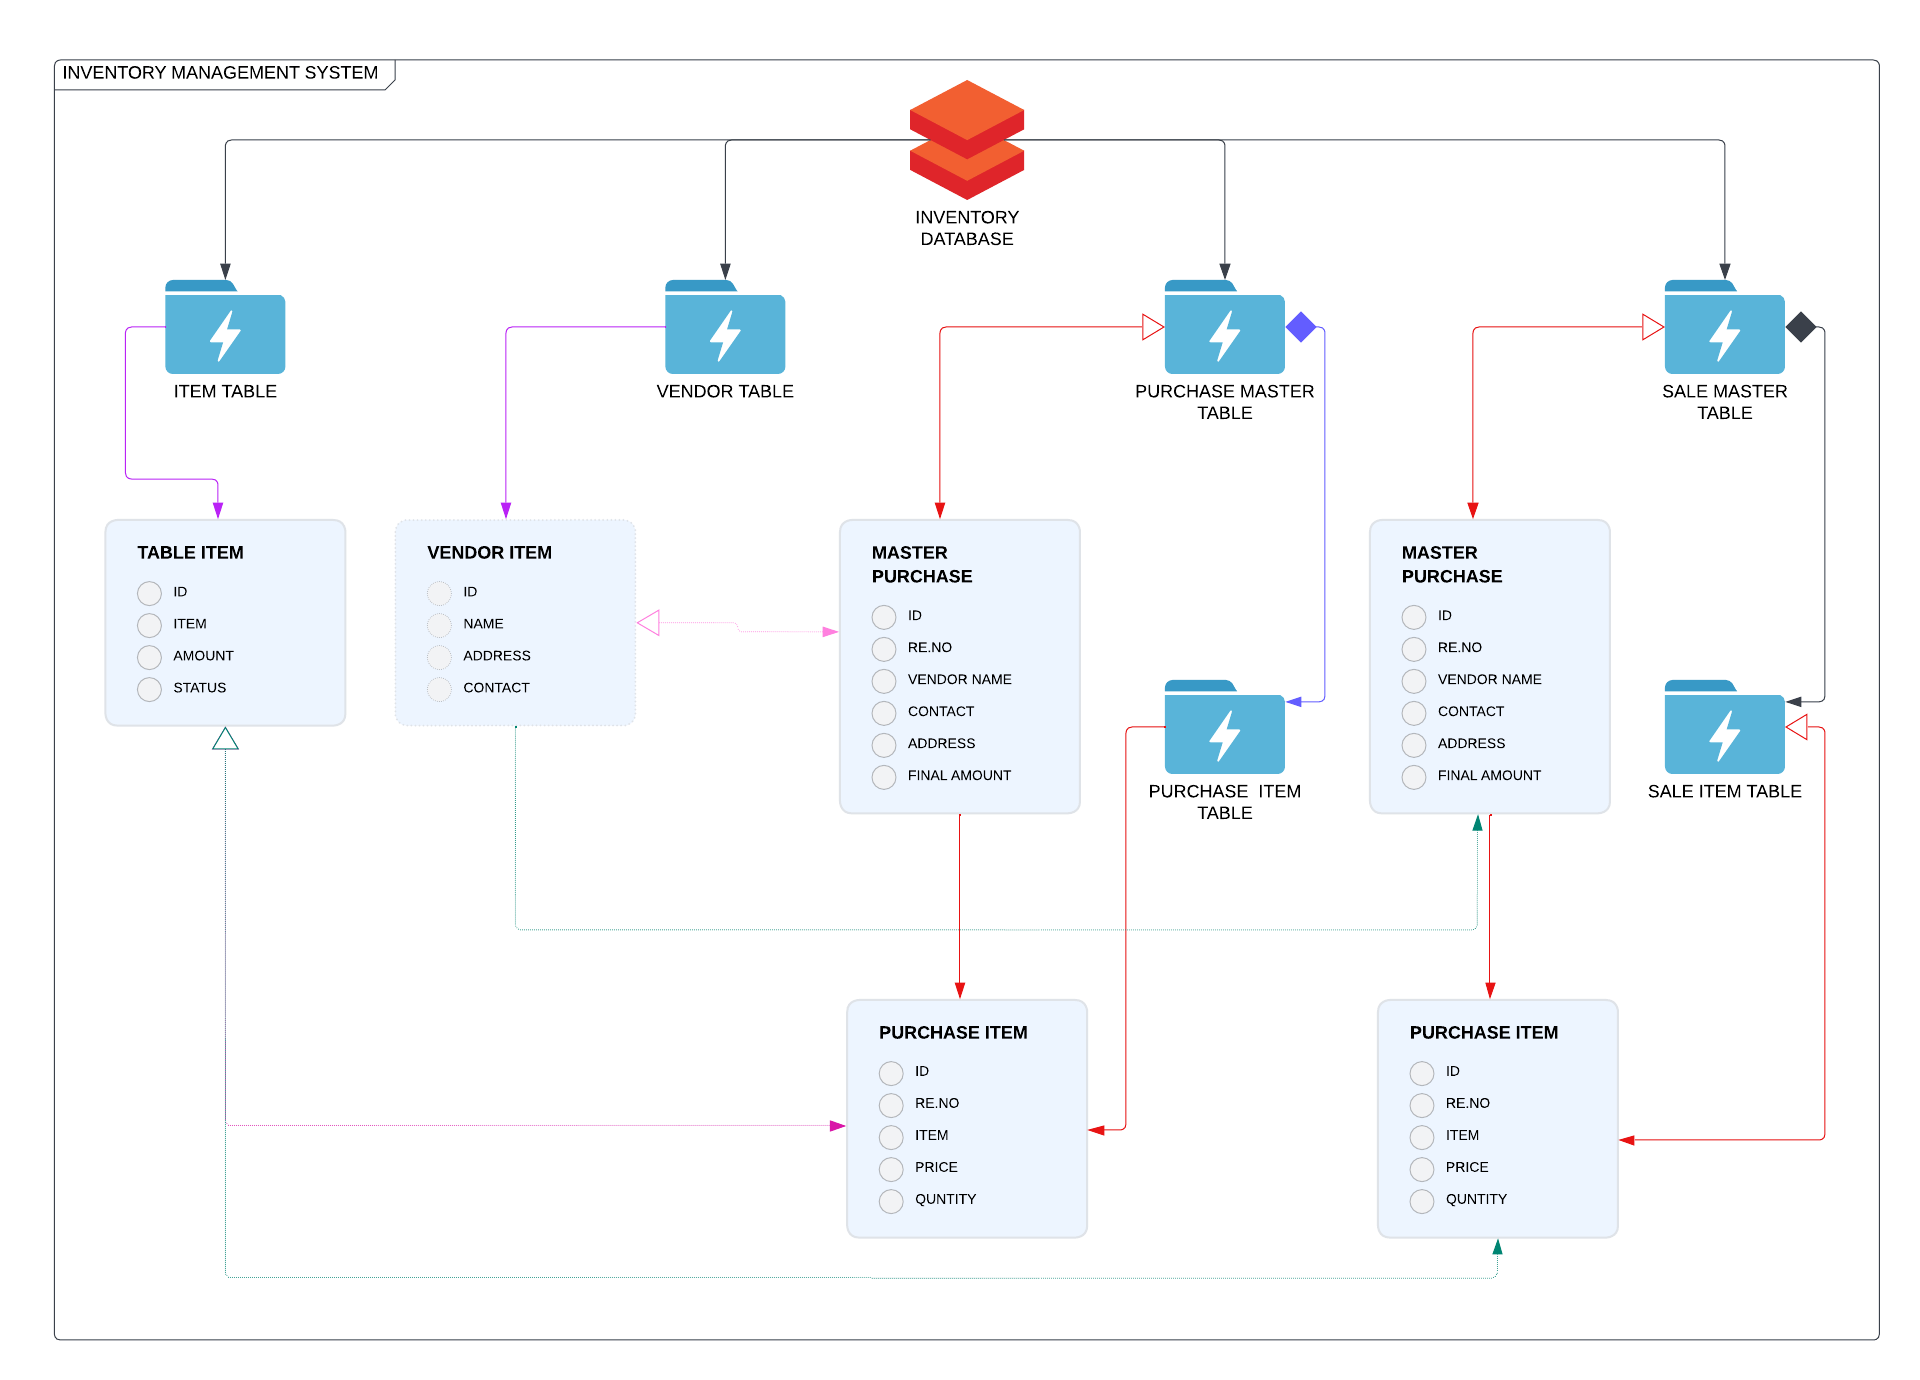 INVENTORY MANAGEMENT SYSTEM
INVENTORY
DATABASE
ITEM TABLE
VENDOR TABLE
PURCHASE MASTER
TABLE
SALE MASTER
TABLE
TABLE ITEM
ID
ITEM
AMOUNT
STATUS
VENDOR ITEM
ID
NAME
ADDRESS
CONTACT
MASTER
PURCHASE
ID
RE.NO
VENDOR NAME
CONTACT
ADDRESS
FINAL AMOUNT
PURCHASE  ITEM
TABLE
MASTER
PURCHASE
ID
RE.NO
VENDOR NAME
CONTACT
ADDRESS
FINAL AMOUNT
SALE ITEM TABLE
PURCHASE ITEM
ID
RE.NO
ITEM
PRICE
QUNTITY
PURCHASE ITEM
ID
RE.NO
ITEM
PRICE
QUNTITY